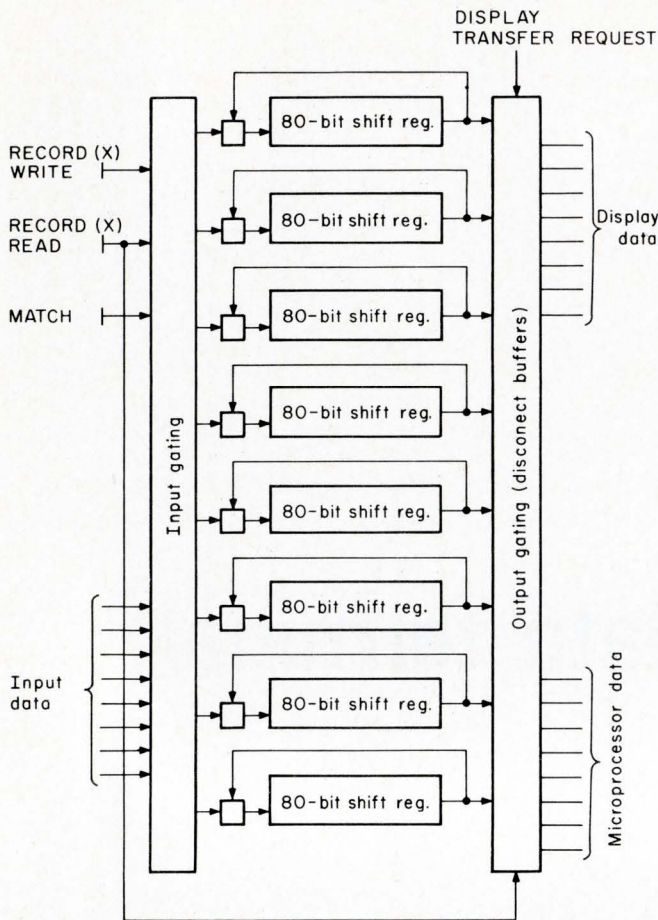 DISPLAY
TRANSFER REQUEST
RECORD (X)
WRITE
RECORD (X)
READ
MATCH
Input
data
Input gating
80-bit shift reg.
80-bit shift reg.
80-bit shift reg.
80-bit shift reg.
80-bit shift reg.
80-bit shift reg.
80-bit shift reg.
80-bit shift reg.
Output gating (disconect buffers)
Display
data
Microprocessor data